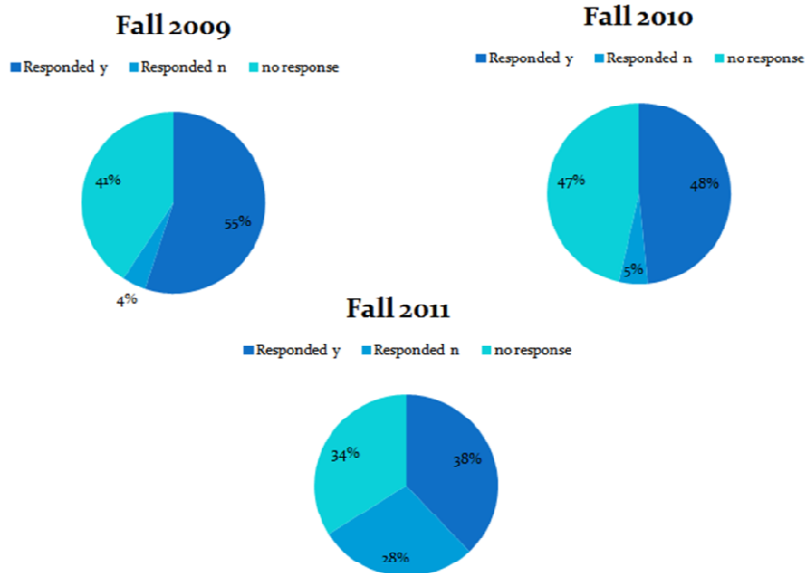 Fall 2009
Responded y Responded n no response
41%
55%
4%
Fall 2010
Responded y Responded n no response
47%
48%
5%
Fall 2011
Responded y Responded n no response
34%
38%
28%